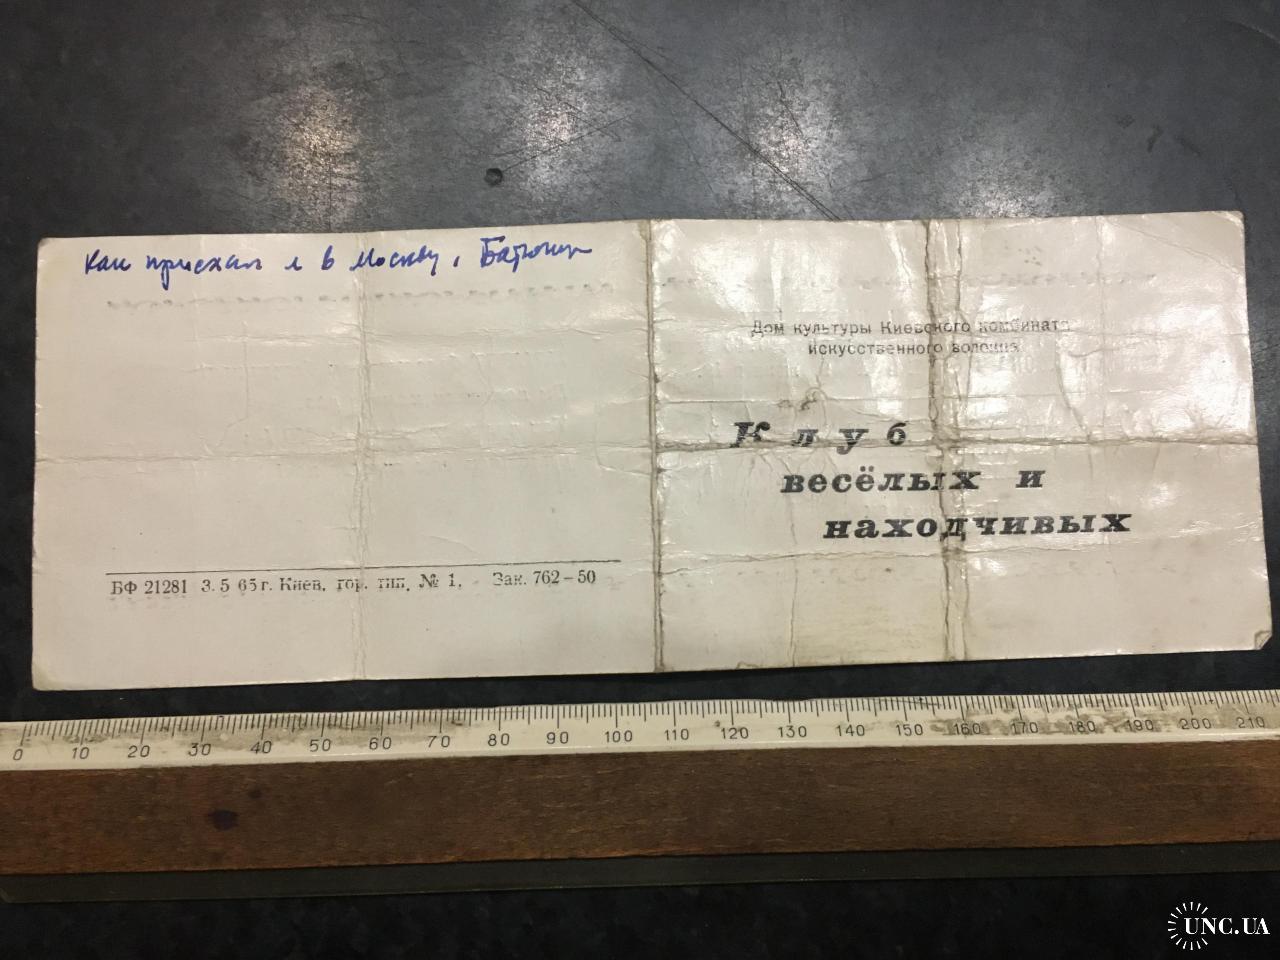 как приехал я в Москву,
Дом культуры Киевского комбината
искусственного волокна
Клуб
весёлых и
находчивых
БФ 21281 3.5 65 г. Киев, гор. тип. № 1. Зак. 762-50
0 10 20 30 40 50 60 70 80 90 100 110 120 130 140 150 160 170 180 190 200 210
UNC.UA